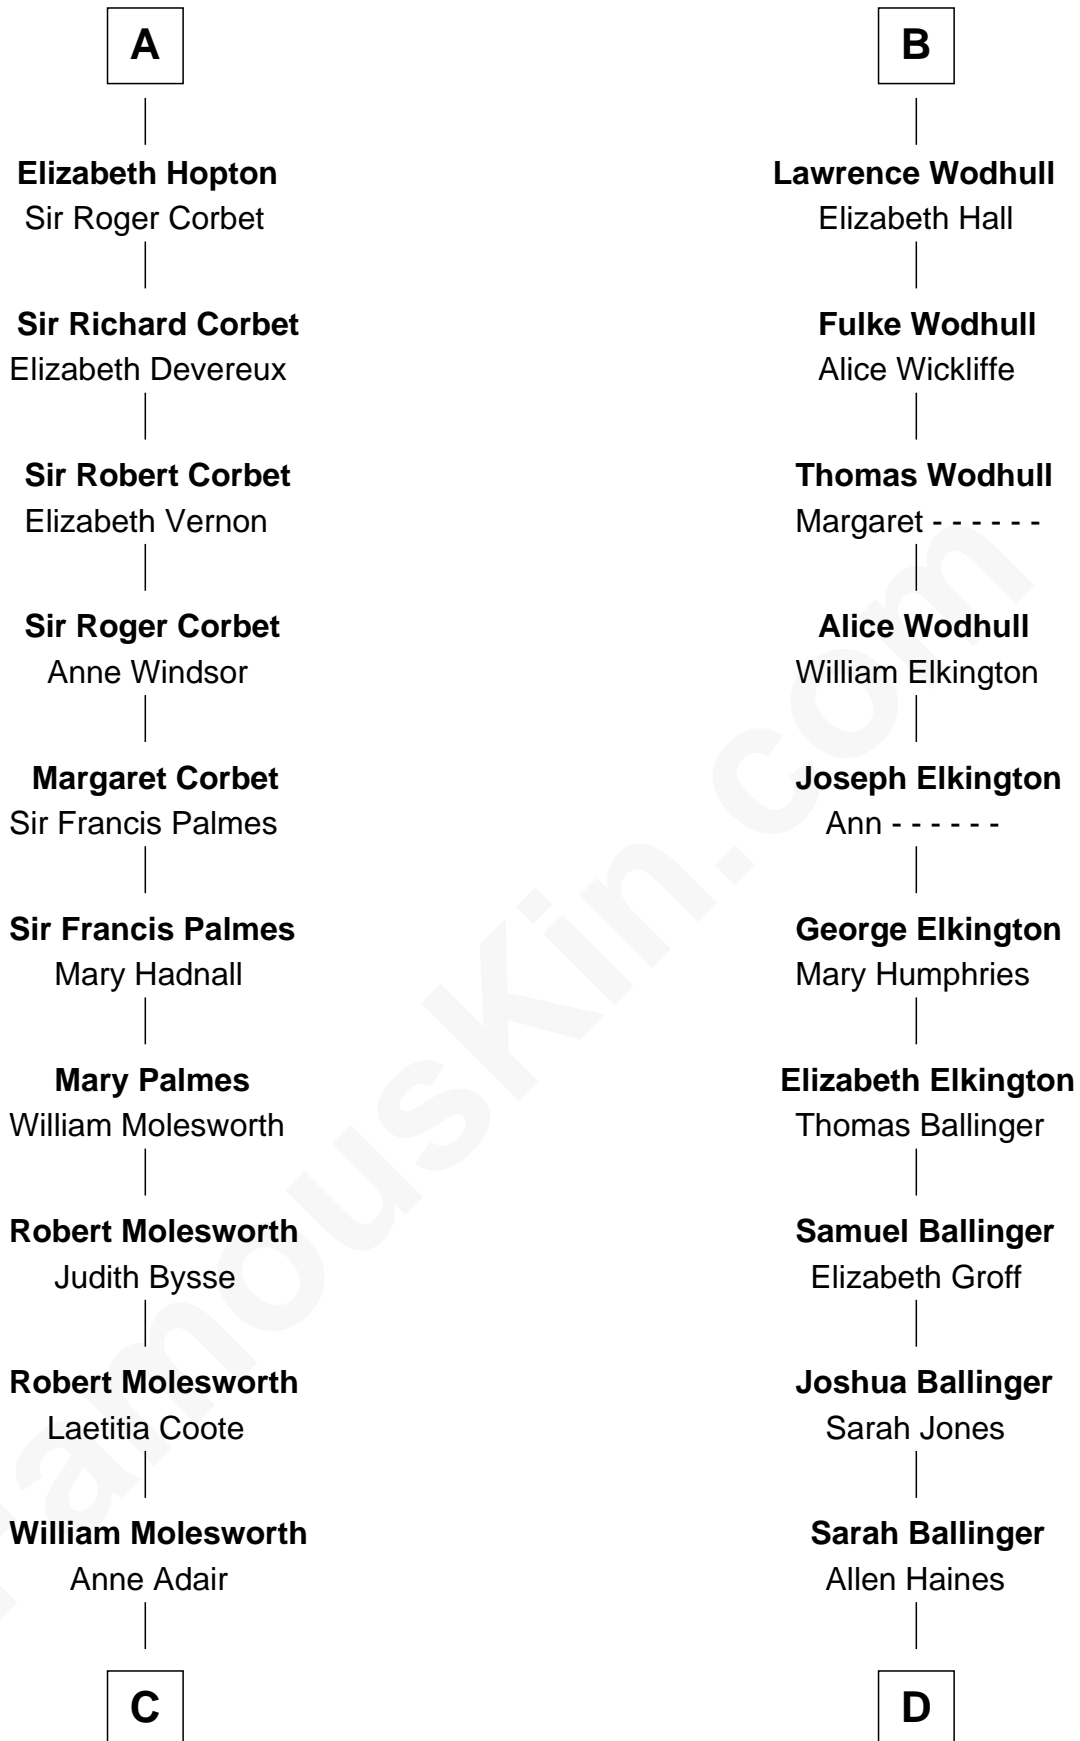 A
Elizabeth Hopton
Sir Roger Corbet
Sir Richard Corbet
Elizabeth Devereux
Sir Robert Corbet
Elizabeth Vernon
Sir Roger Corbet
Anne Windsor
Margaret Corbet
Sir Francis Palmes
Sir Francis Palmes
Mary Hadnall
Mary Palmes
William Molesworth
Robert Molesworth
Judith Bysse
Robert Molesworth
Laetitia Coote
William Molesworth
Anne Adair
C
B
Lawrence Wodhull
Elizabeth Hall
Fulke Wodhull
Alice Wickliffe
Thomas Wodhull
Margaret - - - - - -
Alice Wodhull
William Elkington
Joseph Elkington
Ann - - - - - -
George Elkington
Mary Humphries
Elizabeth Elkington
Thomas Ballinger
Samuel Ballinger
Elizabeth Groff
Joshua Ballinger
Sarah Jones
Sarah Ballinger
Allen Haines
D
FamousKin.com